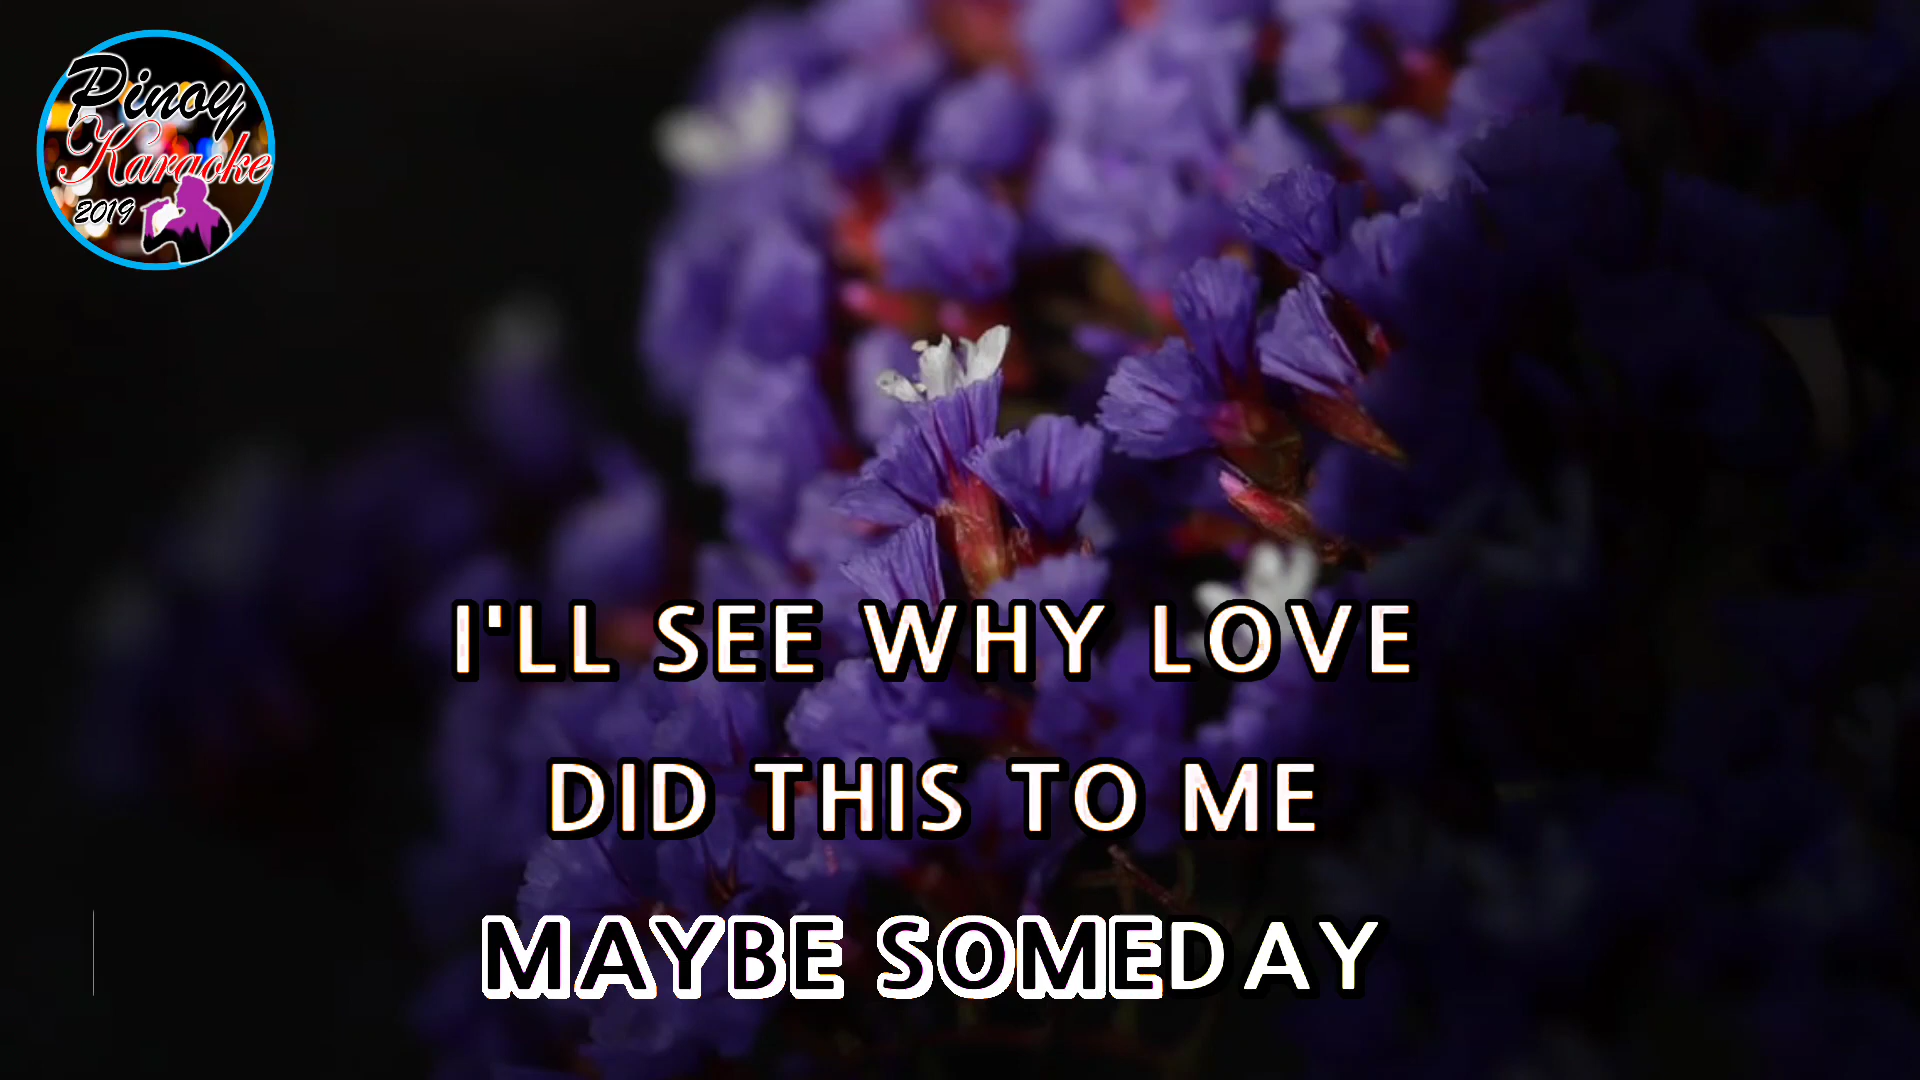 Pinoy
Karaoke
2019
I'LL SEE WHY LOVE
DID THIS TO ME
MAYBE SOMEDAY